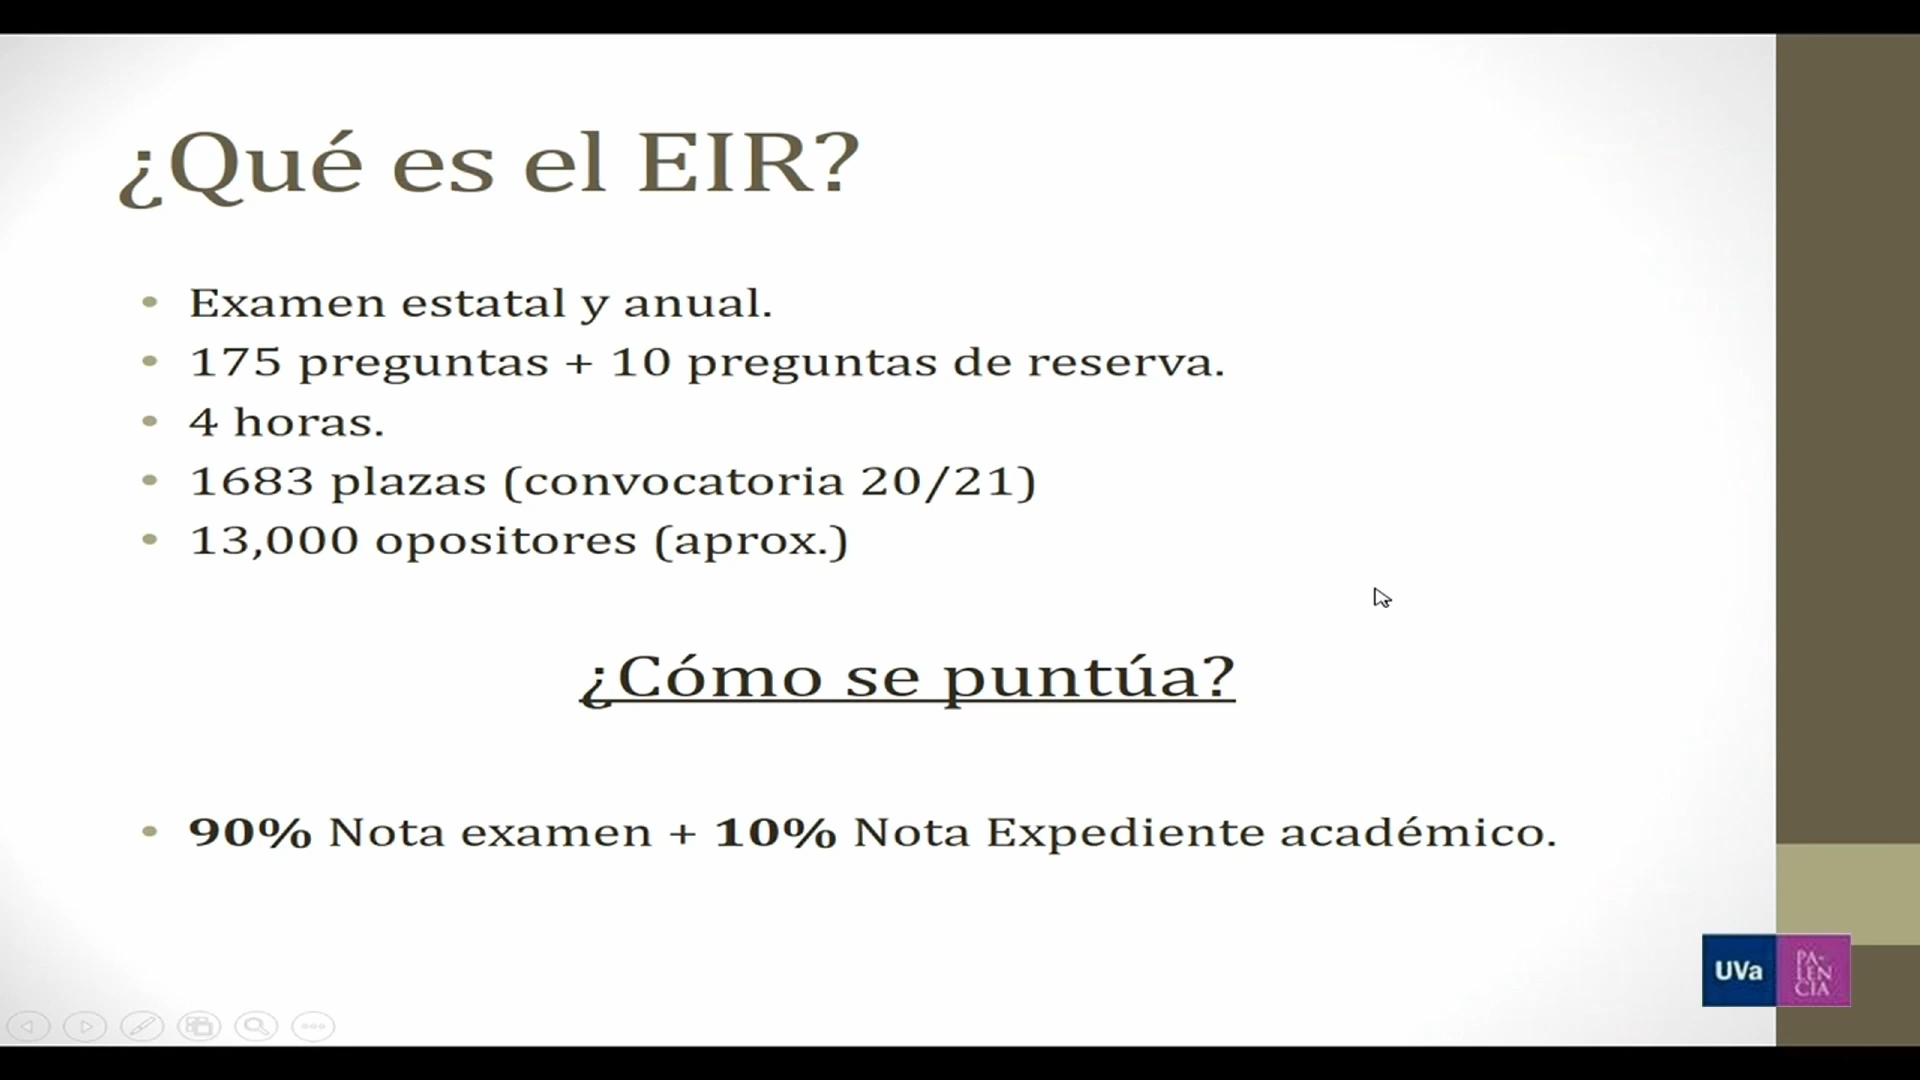 ¿Qué es el EIR?
• Examen estatal y anual.
• 175 preguntas + 10 preguntas de reserva.
• 4 horas.
• 1683 plazas (convocatoria 20/21)
• 13,000 opositores (aprox.)
¿Cómo se puntúa?
• 90% Nota examen + 10% Nota Expediente académico.
UVa
PA-
LEN
CIA